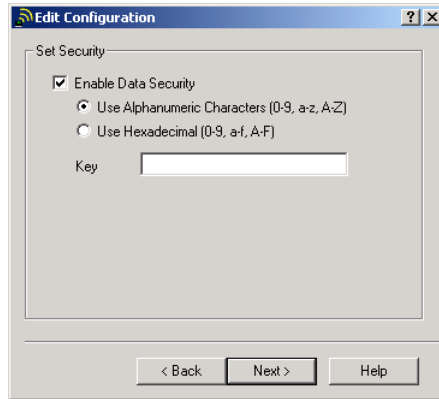 Edit Configuration
Set Security
Enable Data Security
Use Alphanumeric Characters (0-9, a-z, A-Z)
Use Hexadecimal (0-9, a-f, A-F)
Key
< Back Next > Help